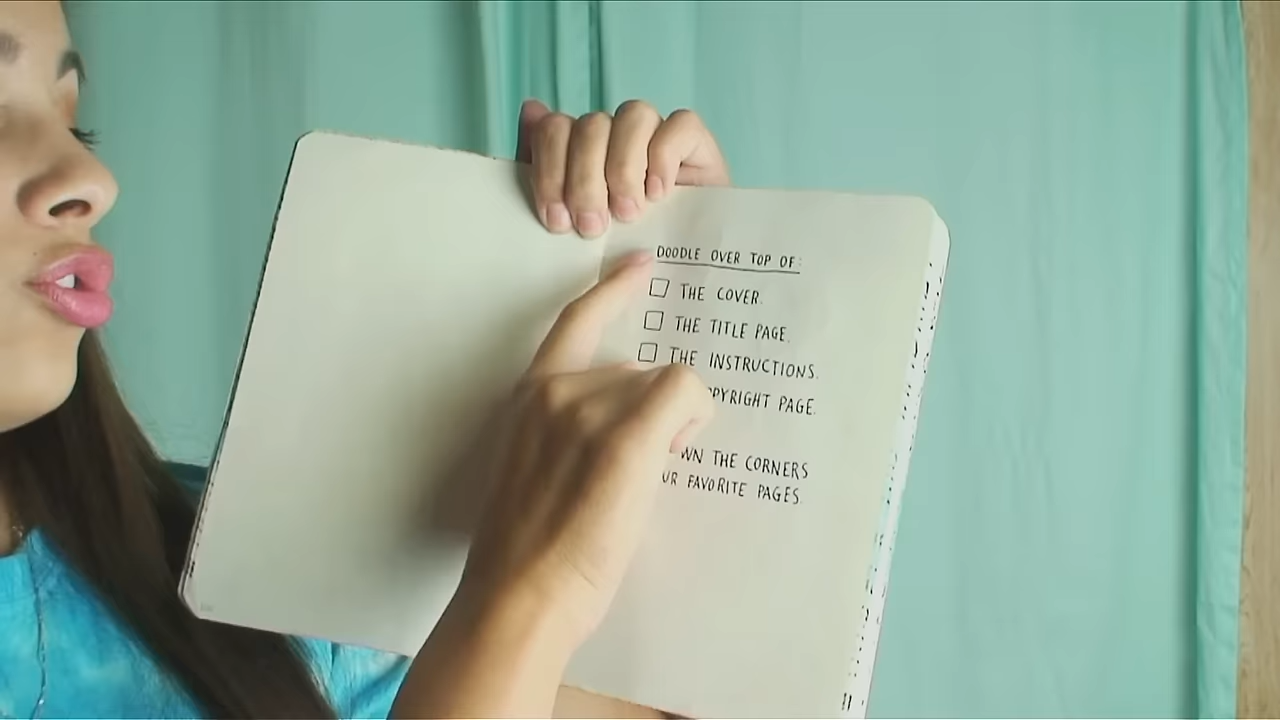 DOODLE OVER TOP OF:
THE COVER.
THE TITLE PAGE.
THE INSTRUCTIONS.
PAGE.
THE CORNERS
FAVORITE PAGES.